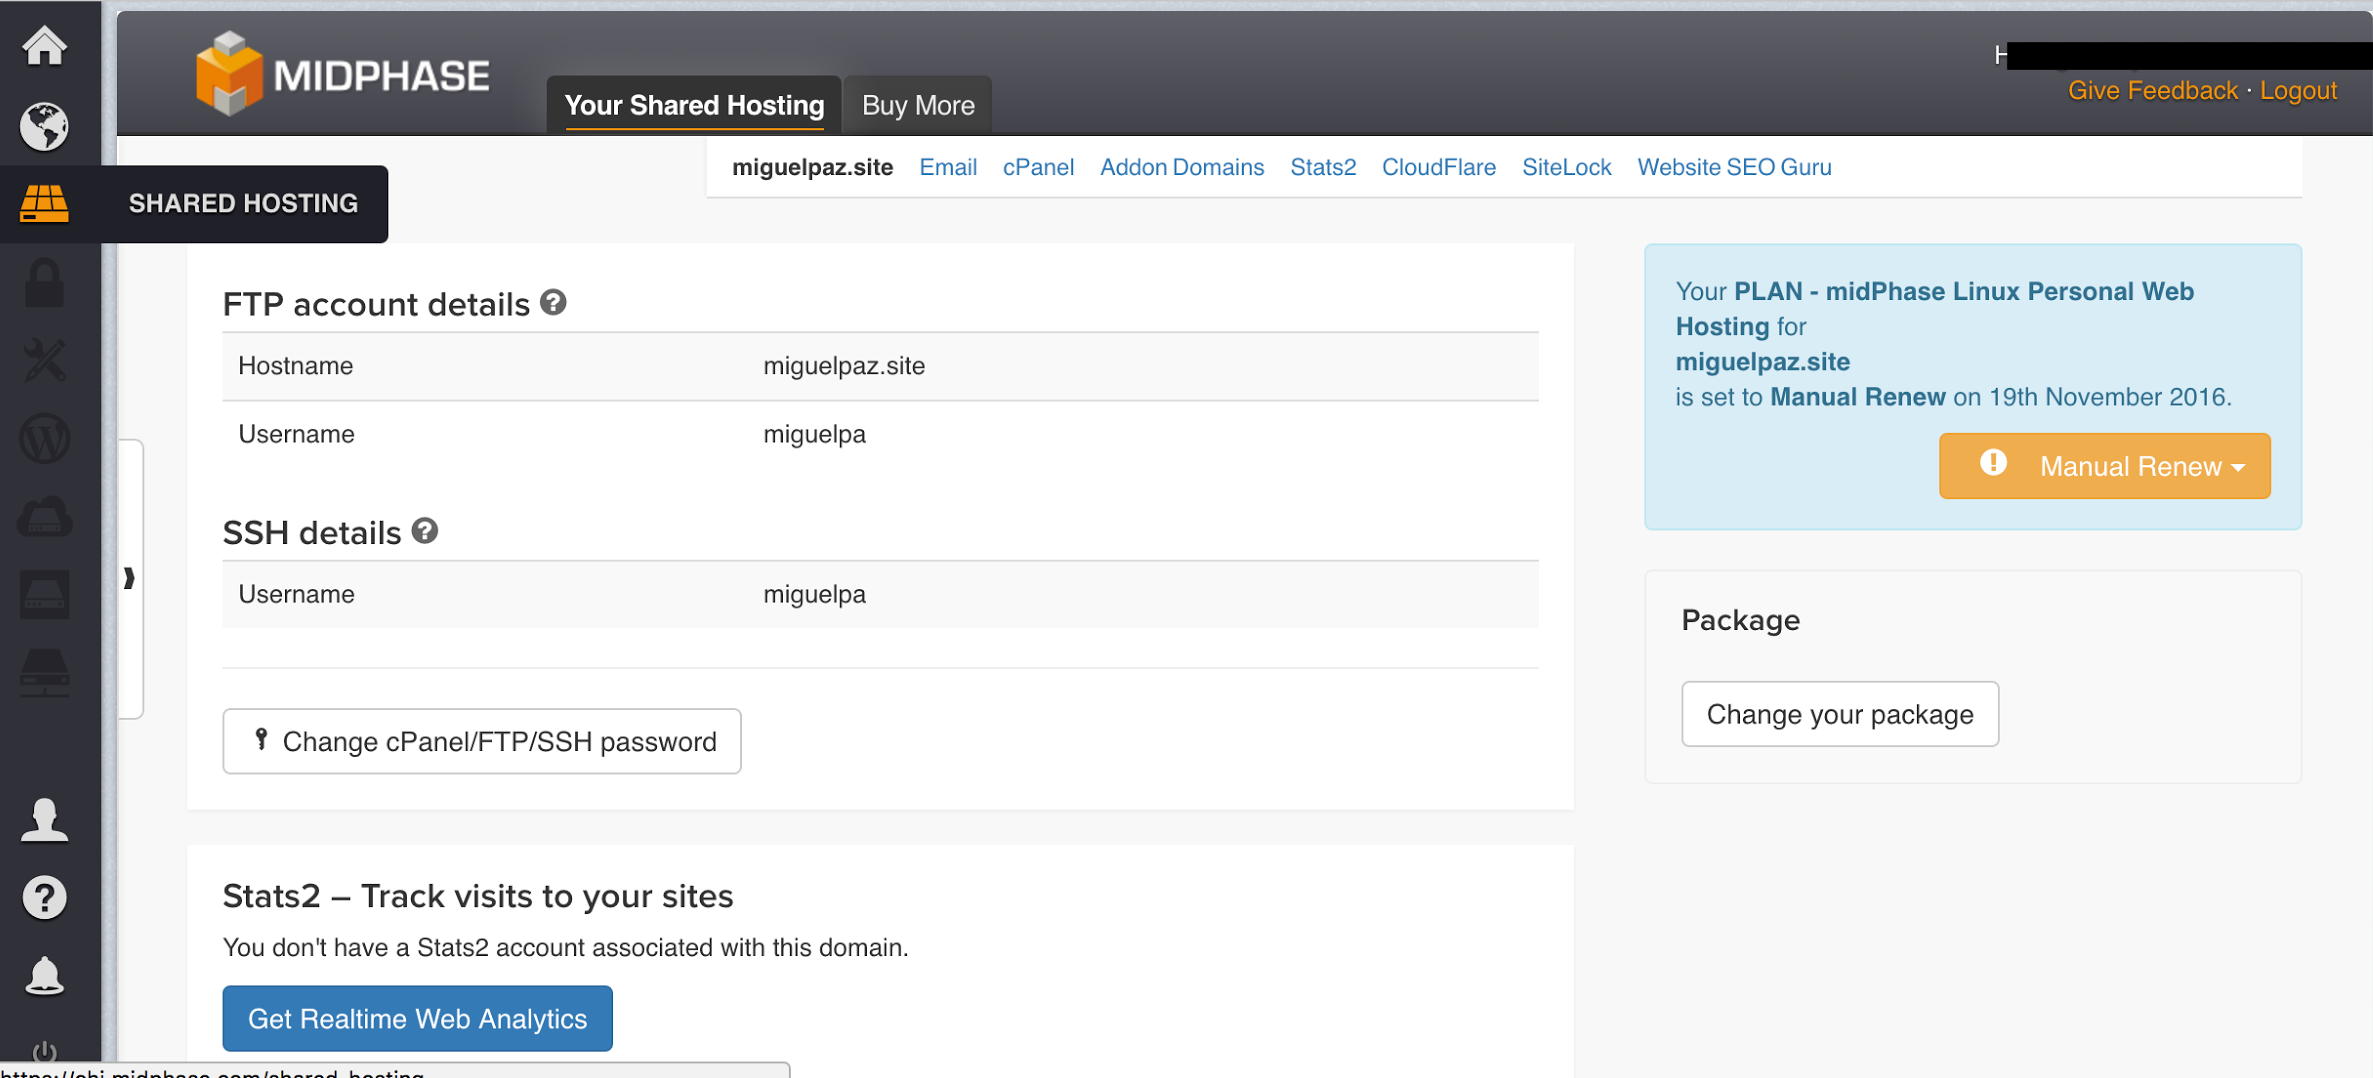 MIDPHASE
Your Shared Hosting
Buy More
H
Give Feedback · Logout
miguelpaz.site Email cPanel Addon Domains Stats2 CloudFlare SiteLock Website SEO Guru
SHARED HOSTING
FTP account details
Hostname miguelpaz.site
Username miguelpa
SSH details
Username miguelpa
Change cPanel/FTP/SSH password
Stats2 – Track visits to your sites
You don't have a Stats2 account associated with this domain.
Get Realtime Web Analytics
Your PLAN - midPhase Linux Personal Web
Hosting for
miguelpaz.site
is set to Manual Renew on 19th November 2016.
Manual Renew
Package
Change your package